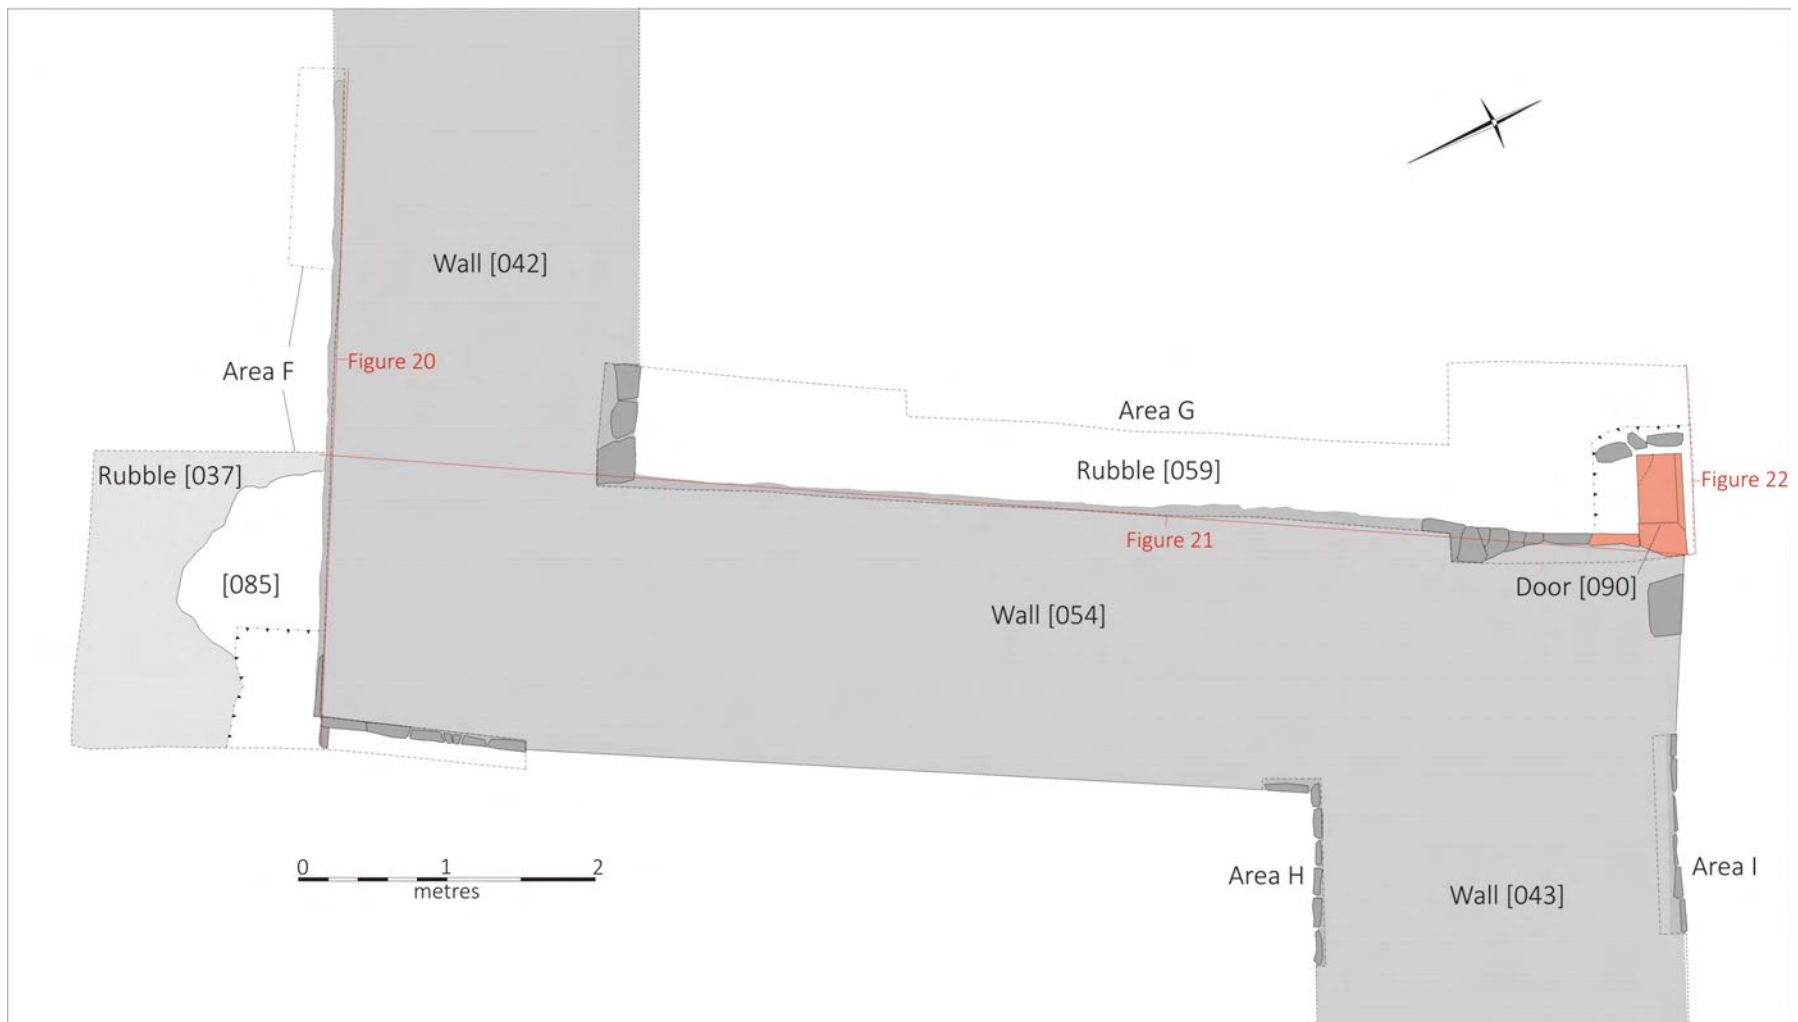 Wall [042]
Figure 20
Area F
Area G
Rubble [037]
Rubble [059]
Figure 22
Figure 21
[085]
Door [090]
Wall [054]
0 1 2
metres
Area H
Area I
Wall [043]